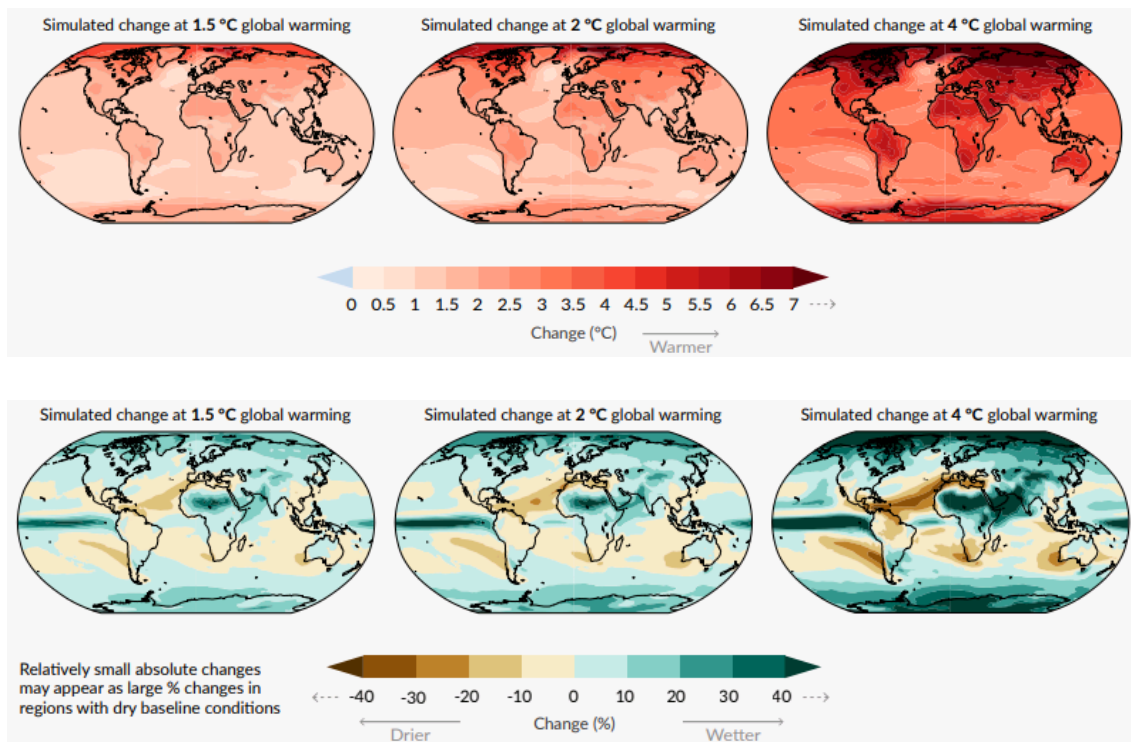 Simulated change at 1.5 °C global warming
Simulated change at 2 °C global warming
Simulated change at 4 °C global warming
0 0.5 1 1.5 2 2.5 3 3.5 4 4.5 5 5.5 6 6.5 7
Change (°C)
Warmer
Simulated change at 1.5 °C global warming
Simulated change at 2 °C global warming
Simulated change at 4 °C global warming
Relatively small absolute changes
may appear as large % changes in
regions with dry baseline conditions
-40 -30 -20 -10 0 10 20 30 40
Change (%)
Drier
Wetter